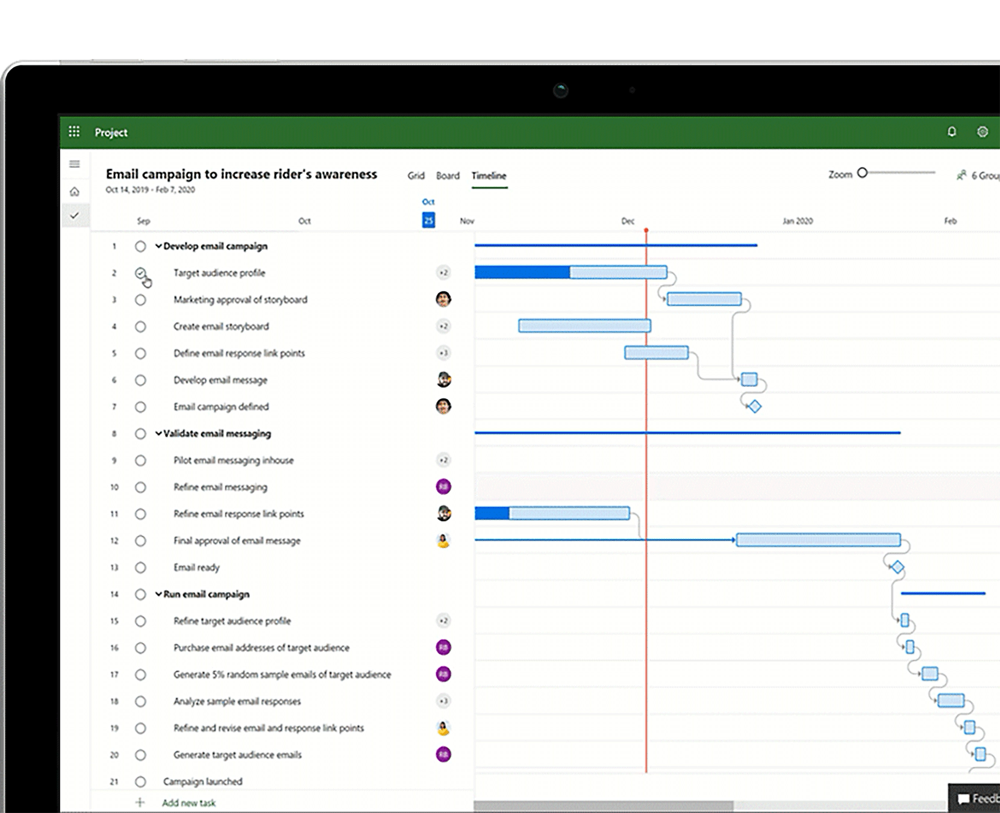 Project
Email campaign to increase rider's awareness
Grid Board Timeline
Zoom
6 Grou
Oct 14, 2019 - Feb 7, 2020
Oct
Sep Oct 25 Nov Dec Jan 2020 Feb
1 Develop email campaign
2 Target audience profile +2
3 Marketing approval of storyboard
4 Create email storyboard +2
5 Define email response link points +3
6 Develop email message
7 Email campaign defined
8 Validate email messaging
9 Pilot email messaging inhouse +2
10 Refine email messaging RB
11 Refine email response link points
12 Final approval of email message
13 Email ready
14 Run email campaign
15 Refine target audience profile +2
16 Purchase email addresses of target audience RB
17 Generate 5% random sample emails of target audience RB
18 Analyze sample email responses +3
19 Refine and revise email and response link points
20 Generate target audience emails RB
21 Campaign launched
Add new task
Feedb